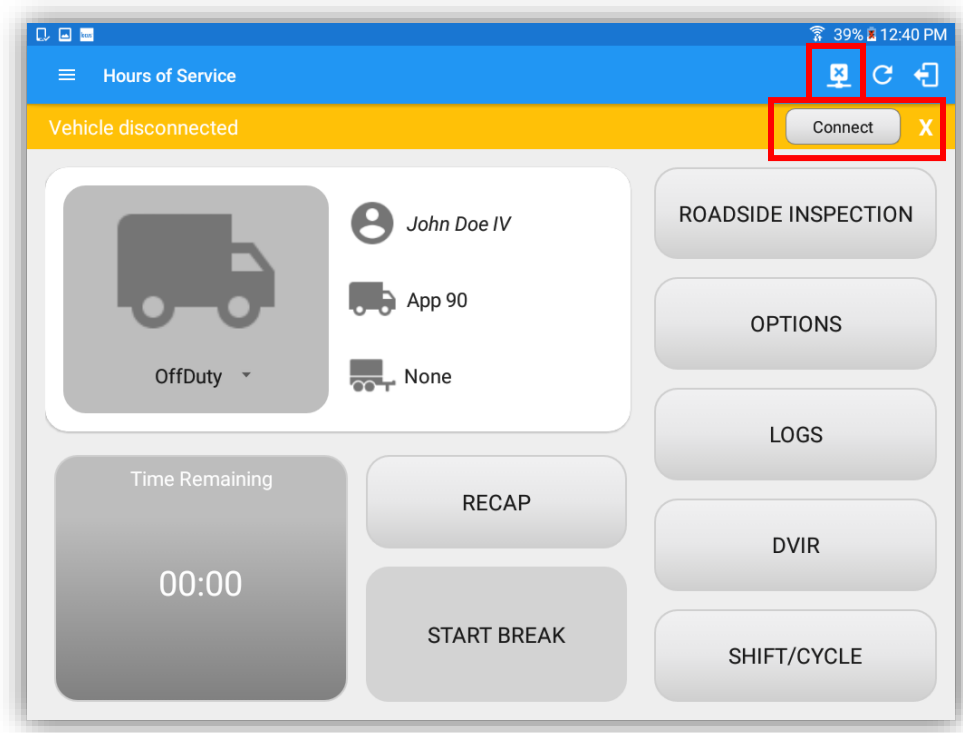 39% 12:40 PM
Hours of Service
Vehicle disconnected
Connect X
John Doe IV
App 90
None
OffDuty
ROADSIDE INSPECTION
OPTIONS
LOGS
DVIR
SHIFT/CYCLE
Time Remaining
00:00
RECAP
START BREAK